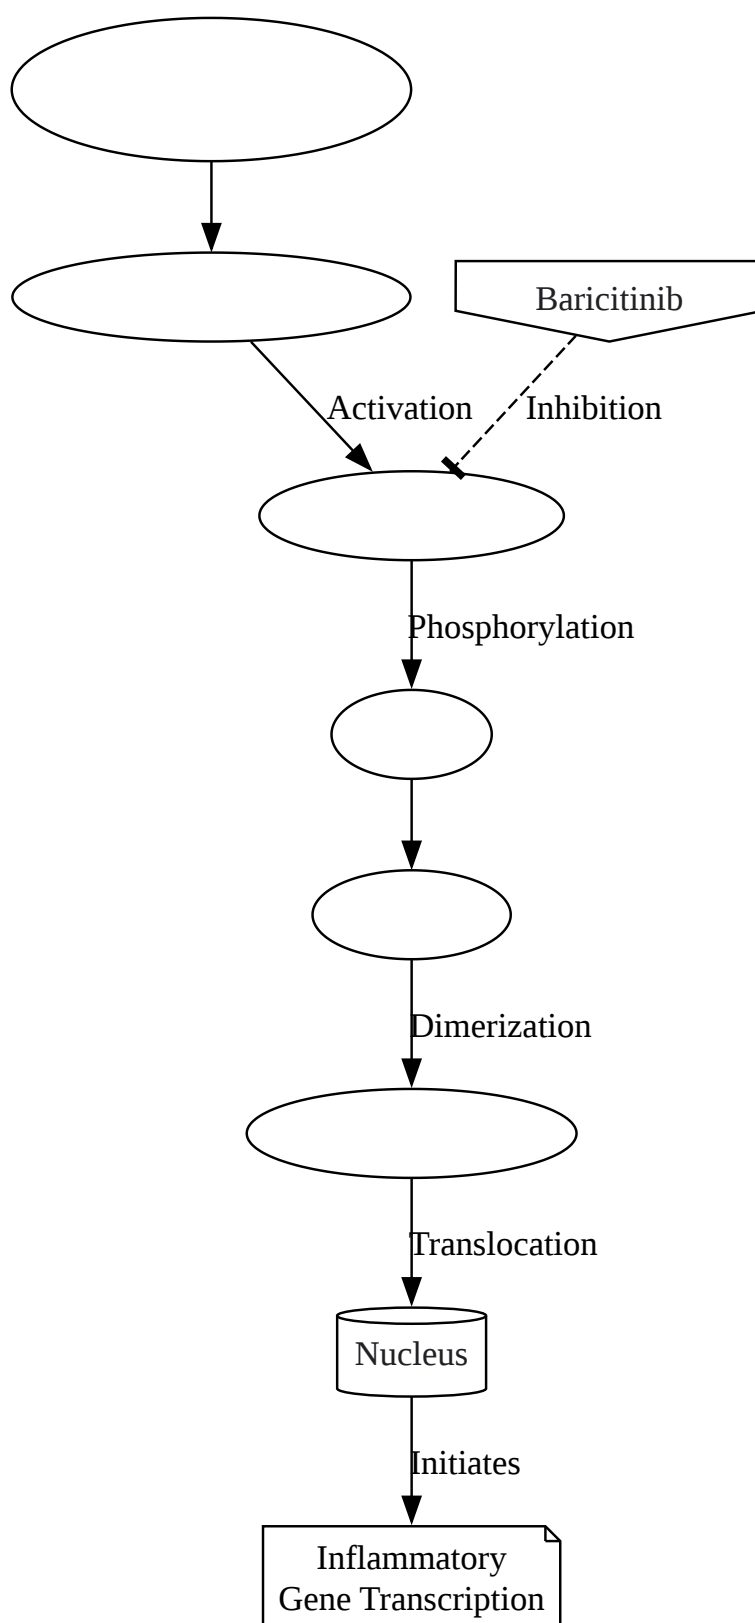 Baricitinib
Activation
Inhibition
Phosphorylation
Dimerization
Translocation
Nucleus
Initiates
Inflammatory
Gene Transcription